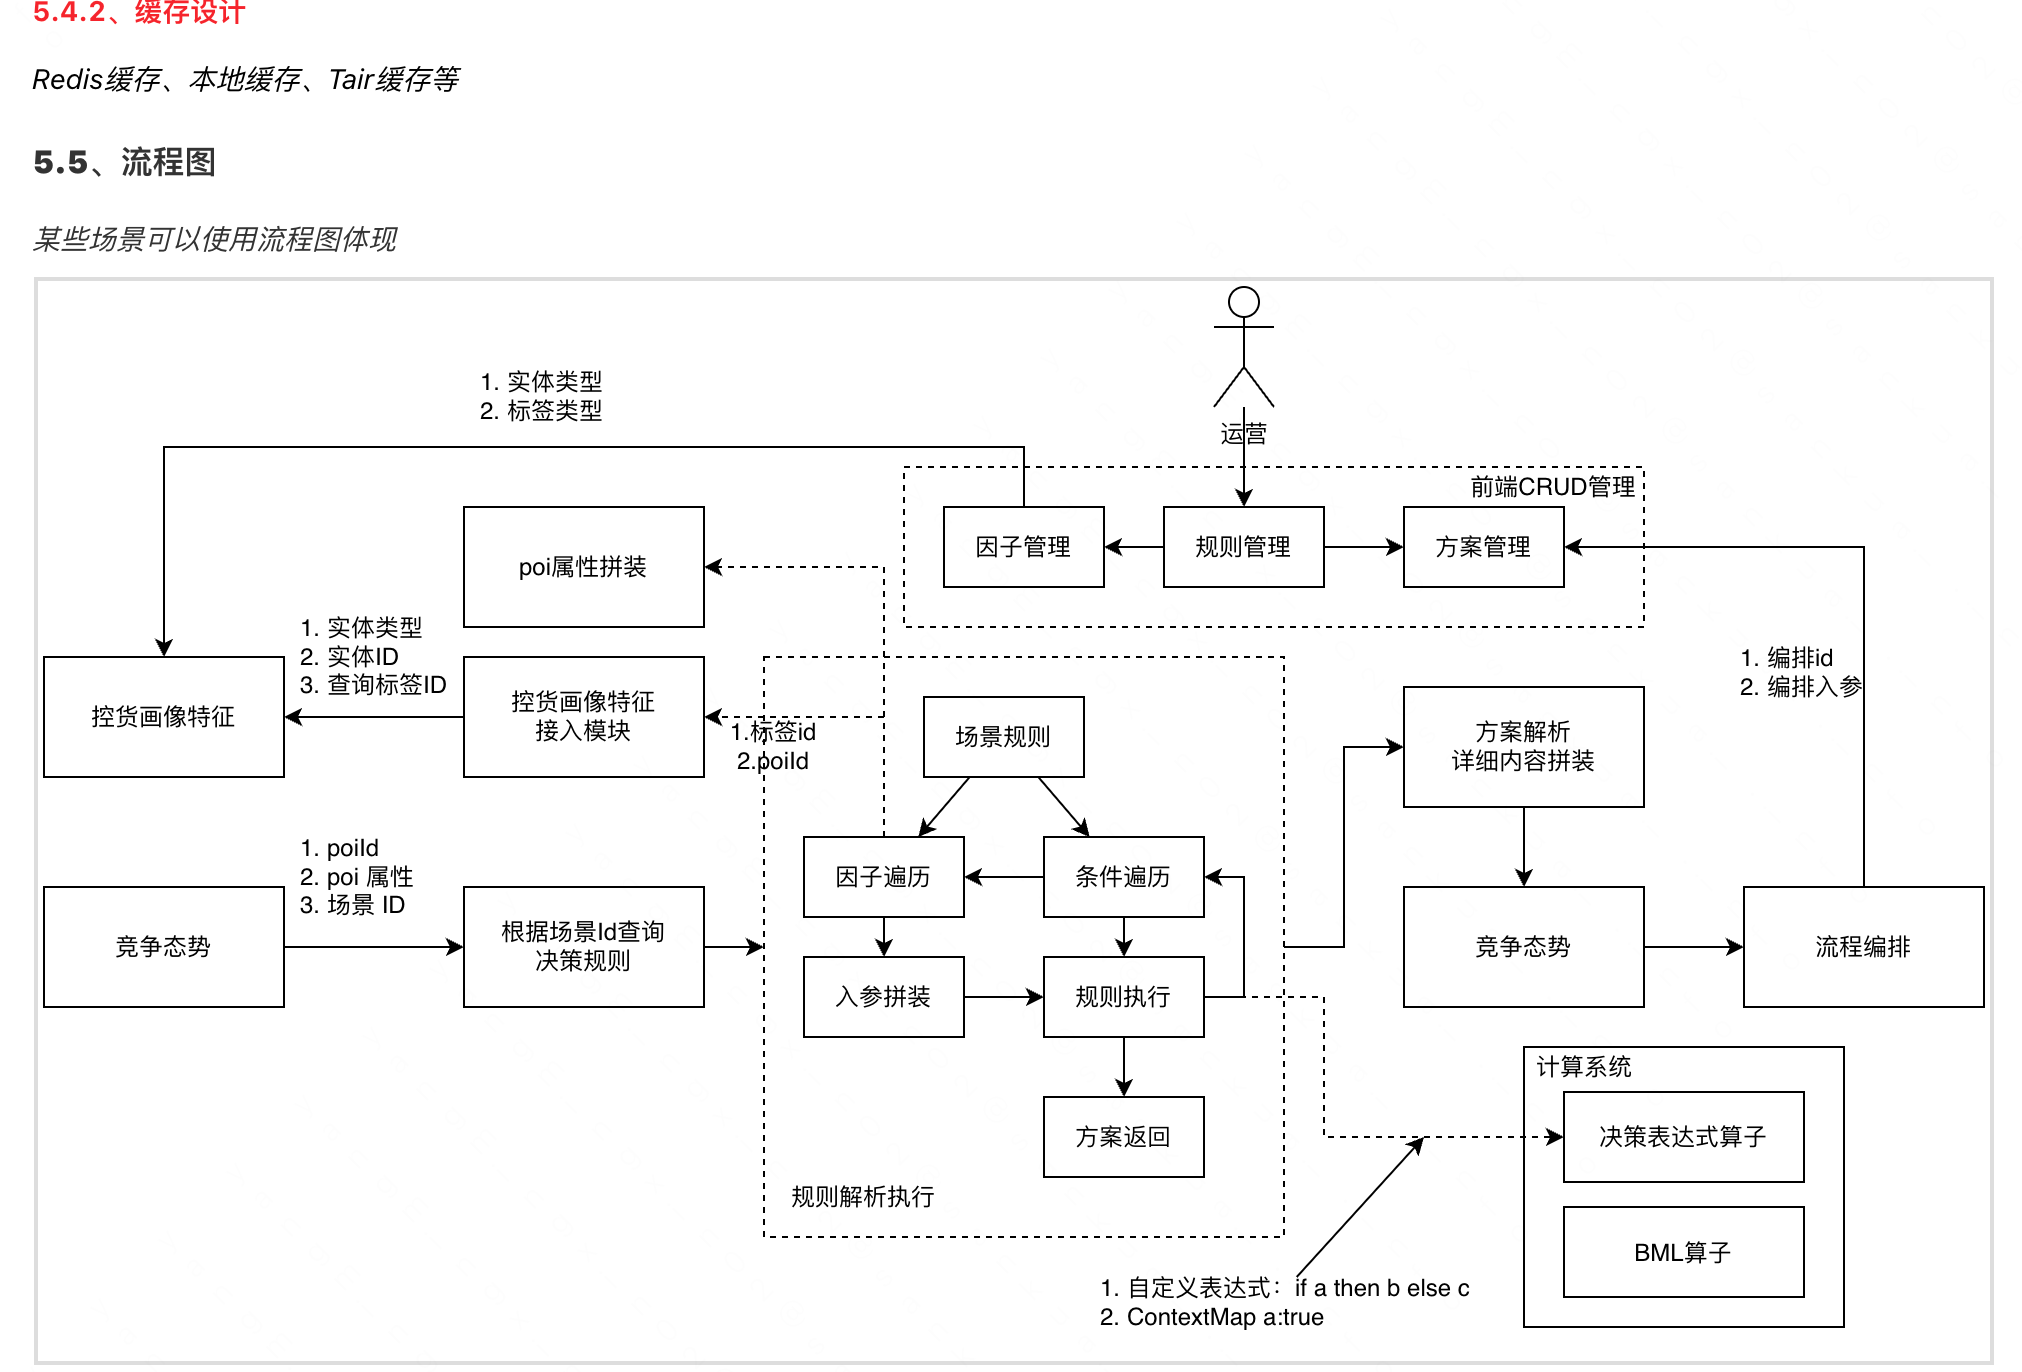 5.4.2、缓存设计
Redis缓存、本地缓存、Tair缓存等
5.5、流程图
某些场景可以使用流程图体现
1. 实体类型
2. 标签类型
运营
前端CRUD管理
因子管理
规则管理
方案管理
poi属性拼装
1. 实体类型
2. 实体ID
3. 查询标签ID
控货画像特征
控货画像特征
接入模块
1.标签id
2.poiId
场景规则
方案解析
详细内容拼装
1. 编排id
2. 编排入参
1. poiId
2. poi 属性
3. 场景 ID
因子遍历
条件遍历
竞争态势
根据场景Id查询
决策规则
入参拼装
规则执行
竞争态势
流程编排
方案返回
规则解析执行
计算系统
决策表达式算子
BML算子
1. 自定义表达式：if a then b else c
2. ContextMap a:true